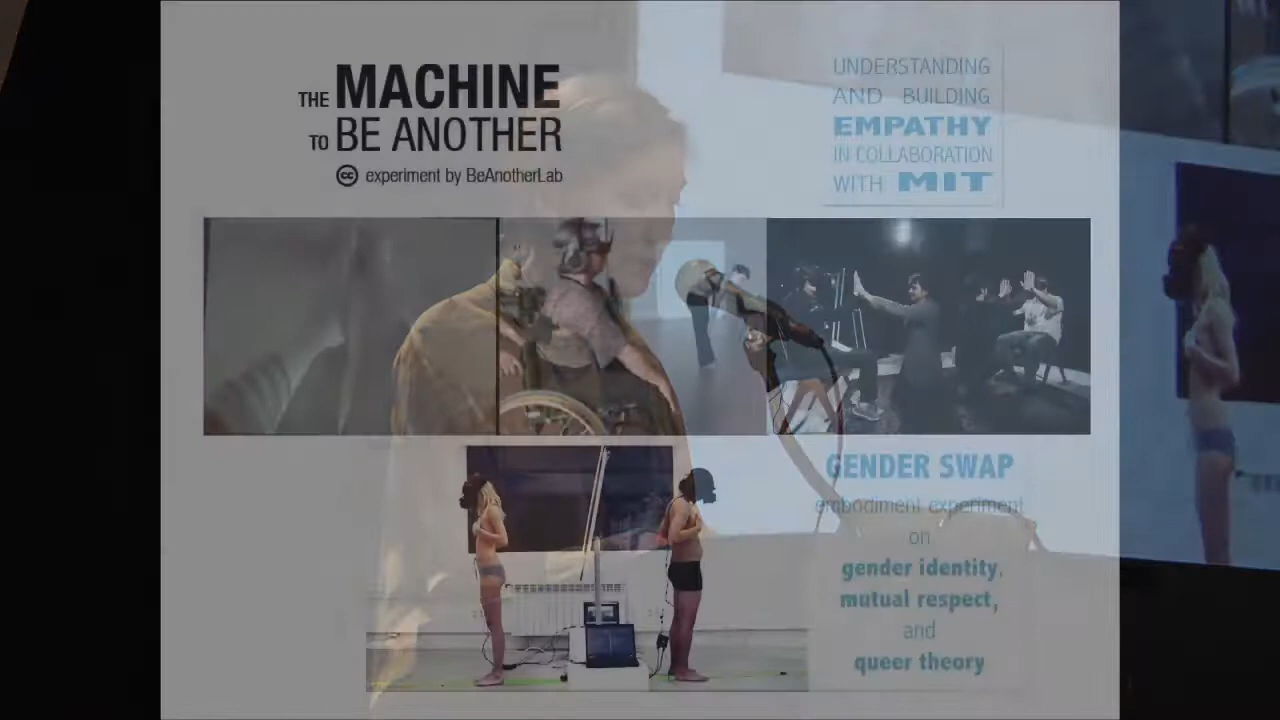 THE MACHINE
TO BE ANOTHER
cc experiment by BeAnotherLab
UNDERSTANDING
AND BUILDING
EMPATHY
IN COLLABORATION
WITH MIT
GENDER SWAP
embodiment experiment
on
gender identity,
mutual respect,
and
queer theory